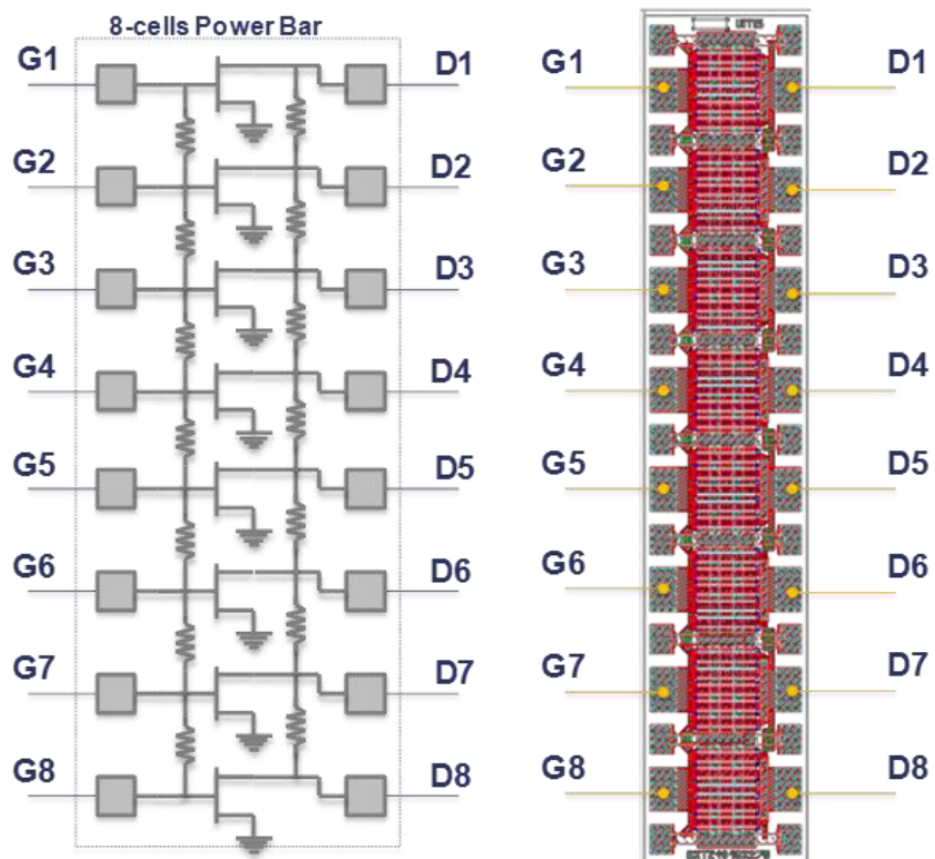 8-cells Power Bar
G1 D1 G1 D1
G2 D2 G2 D2
G3 D3 G3 D3
G4 D4 G4 D4
G5 D5 G5 D5
G6 D6 G6 D6
G7 D7 G7 D7
G8 D8 G8 D8